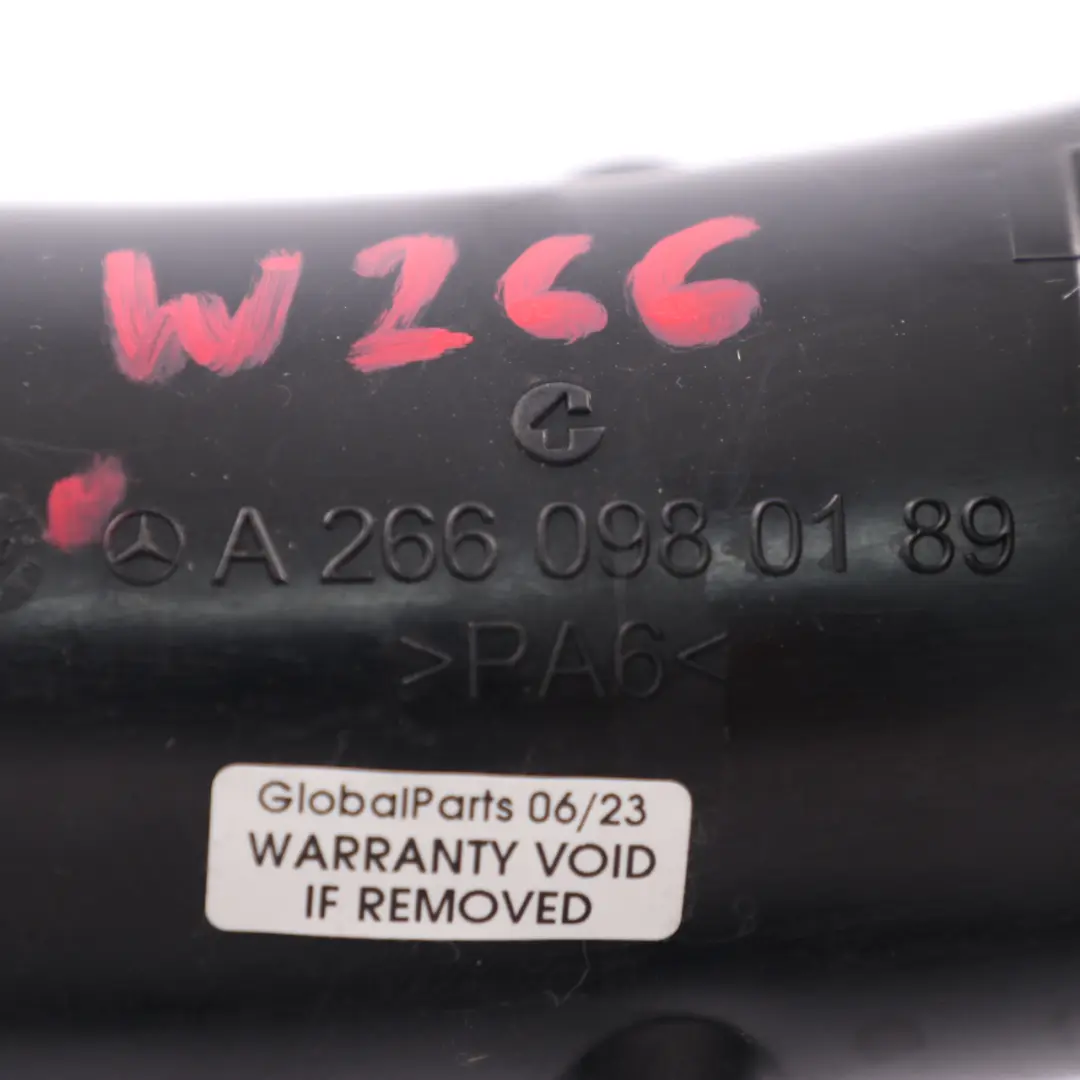 W266
A 266 098 01 89
>PA6<
GlobalParts 06/23
WARRANTY VOID
IF REMOVED